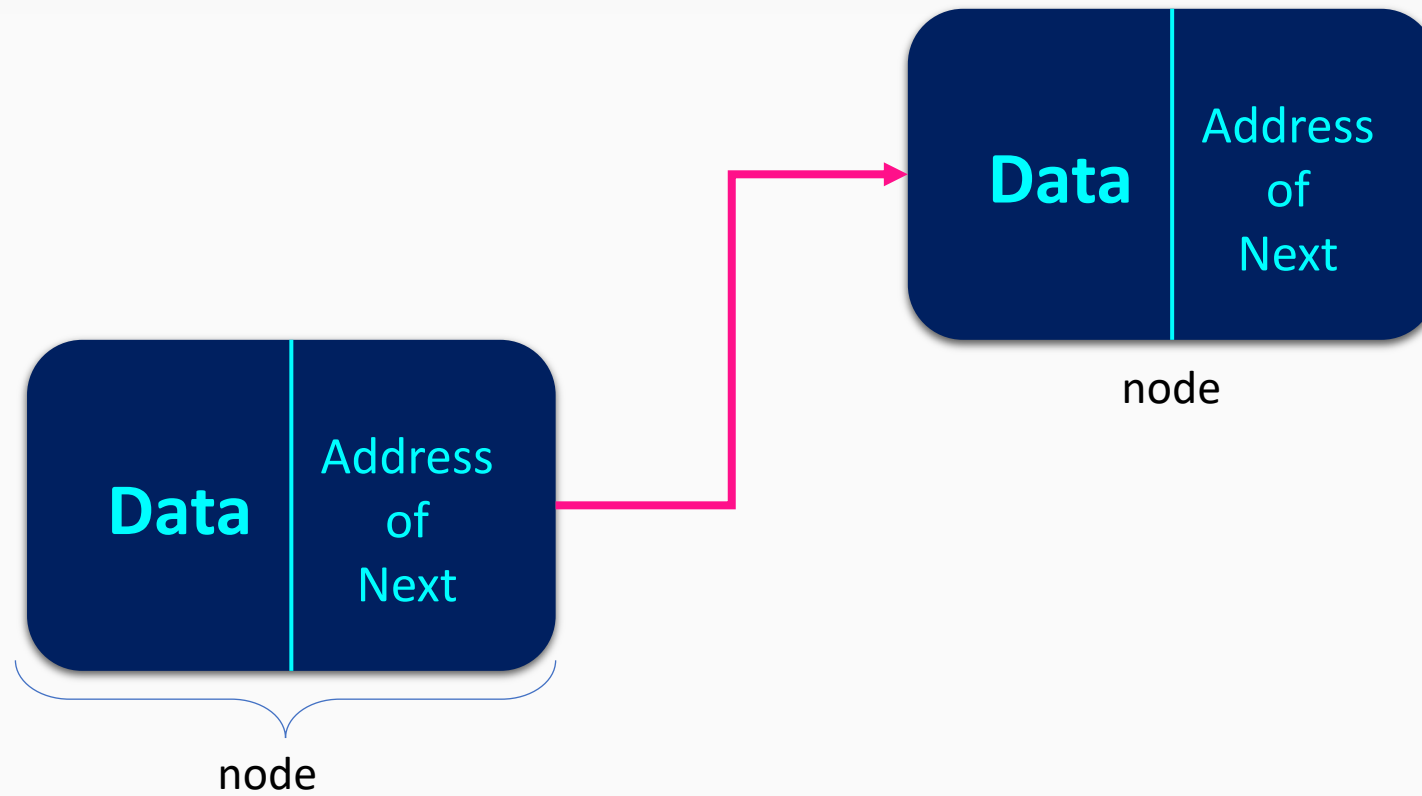 Data
Address
of
Next
node
Data
Address
of
Next
node